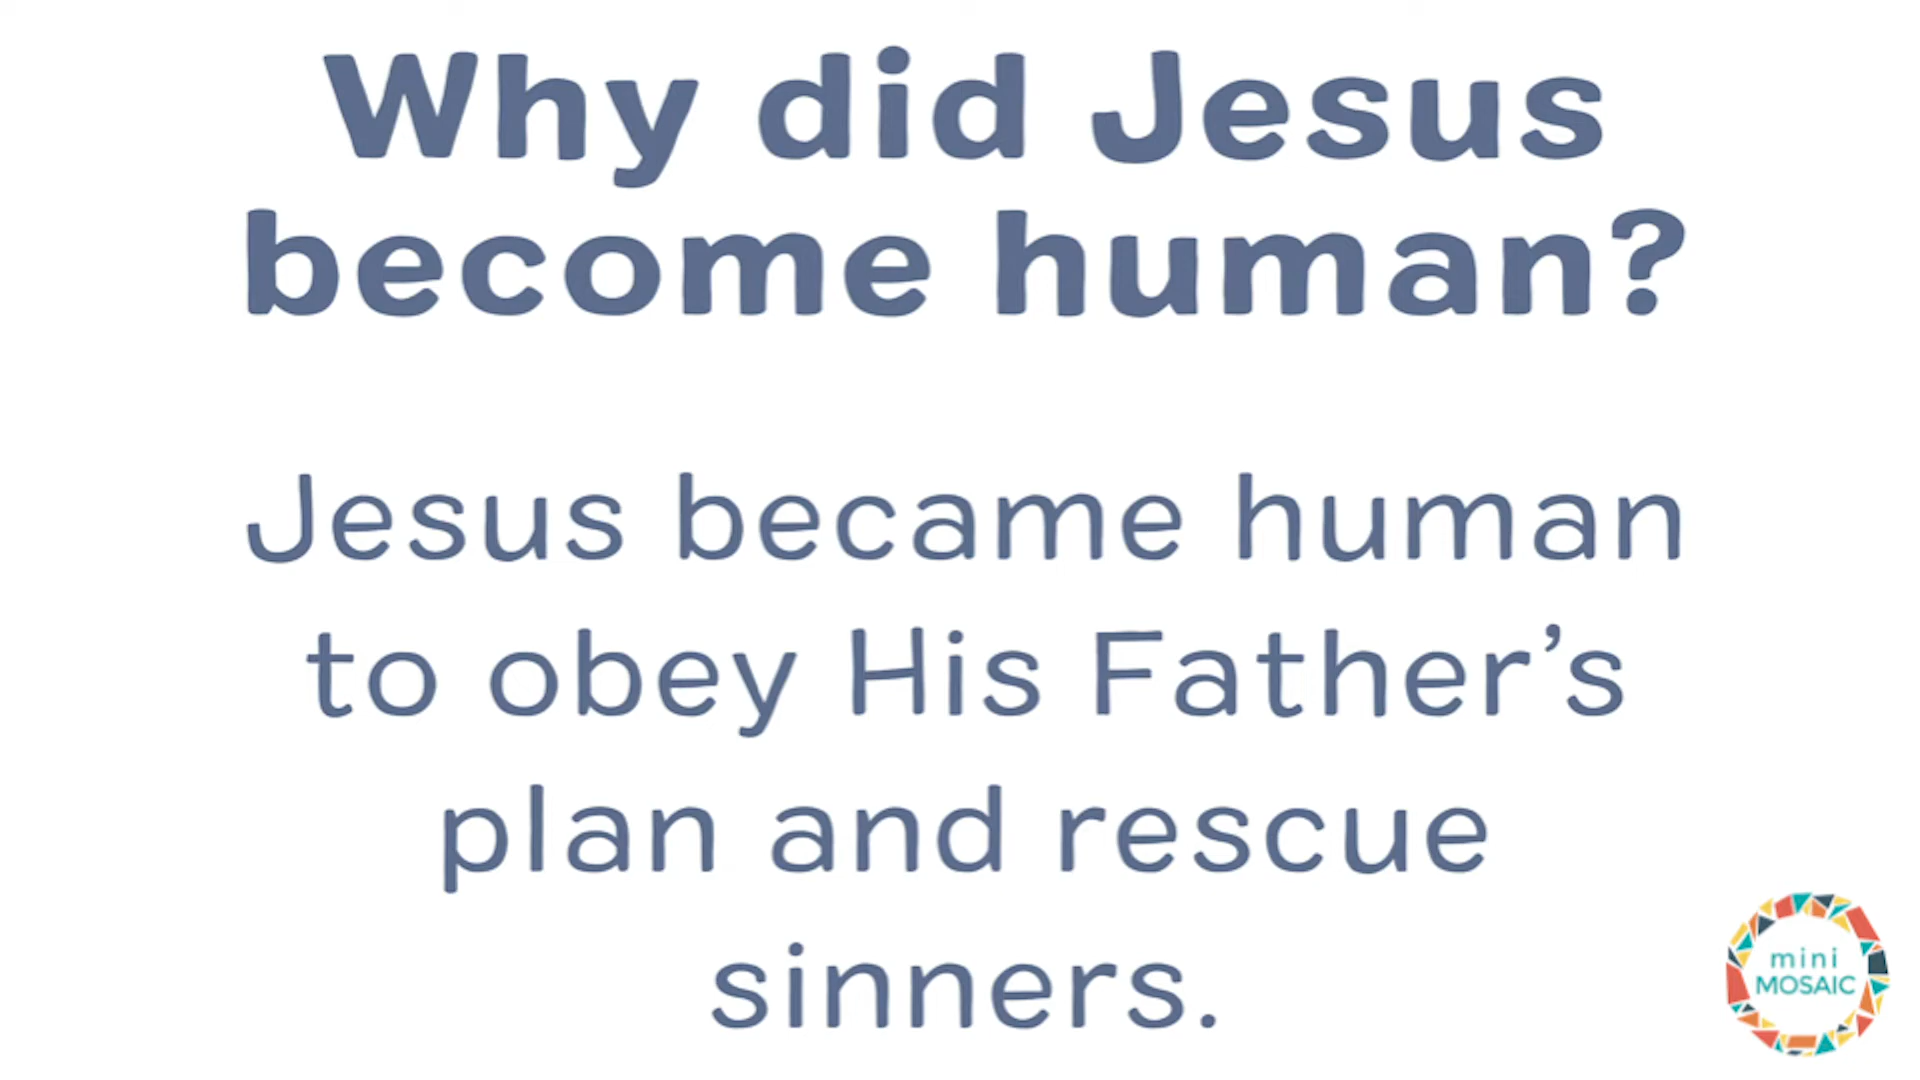 Why did Jesus
become human?
Jesus became human
to obey His Father’s
plan and rescue
sinners.
mini
MOSAIC